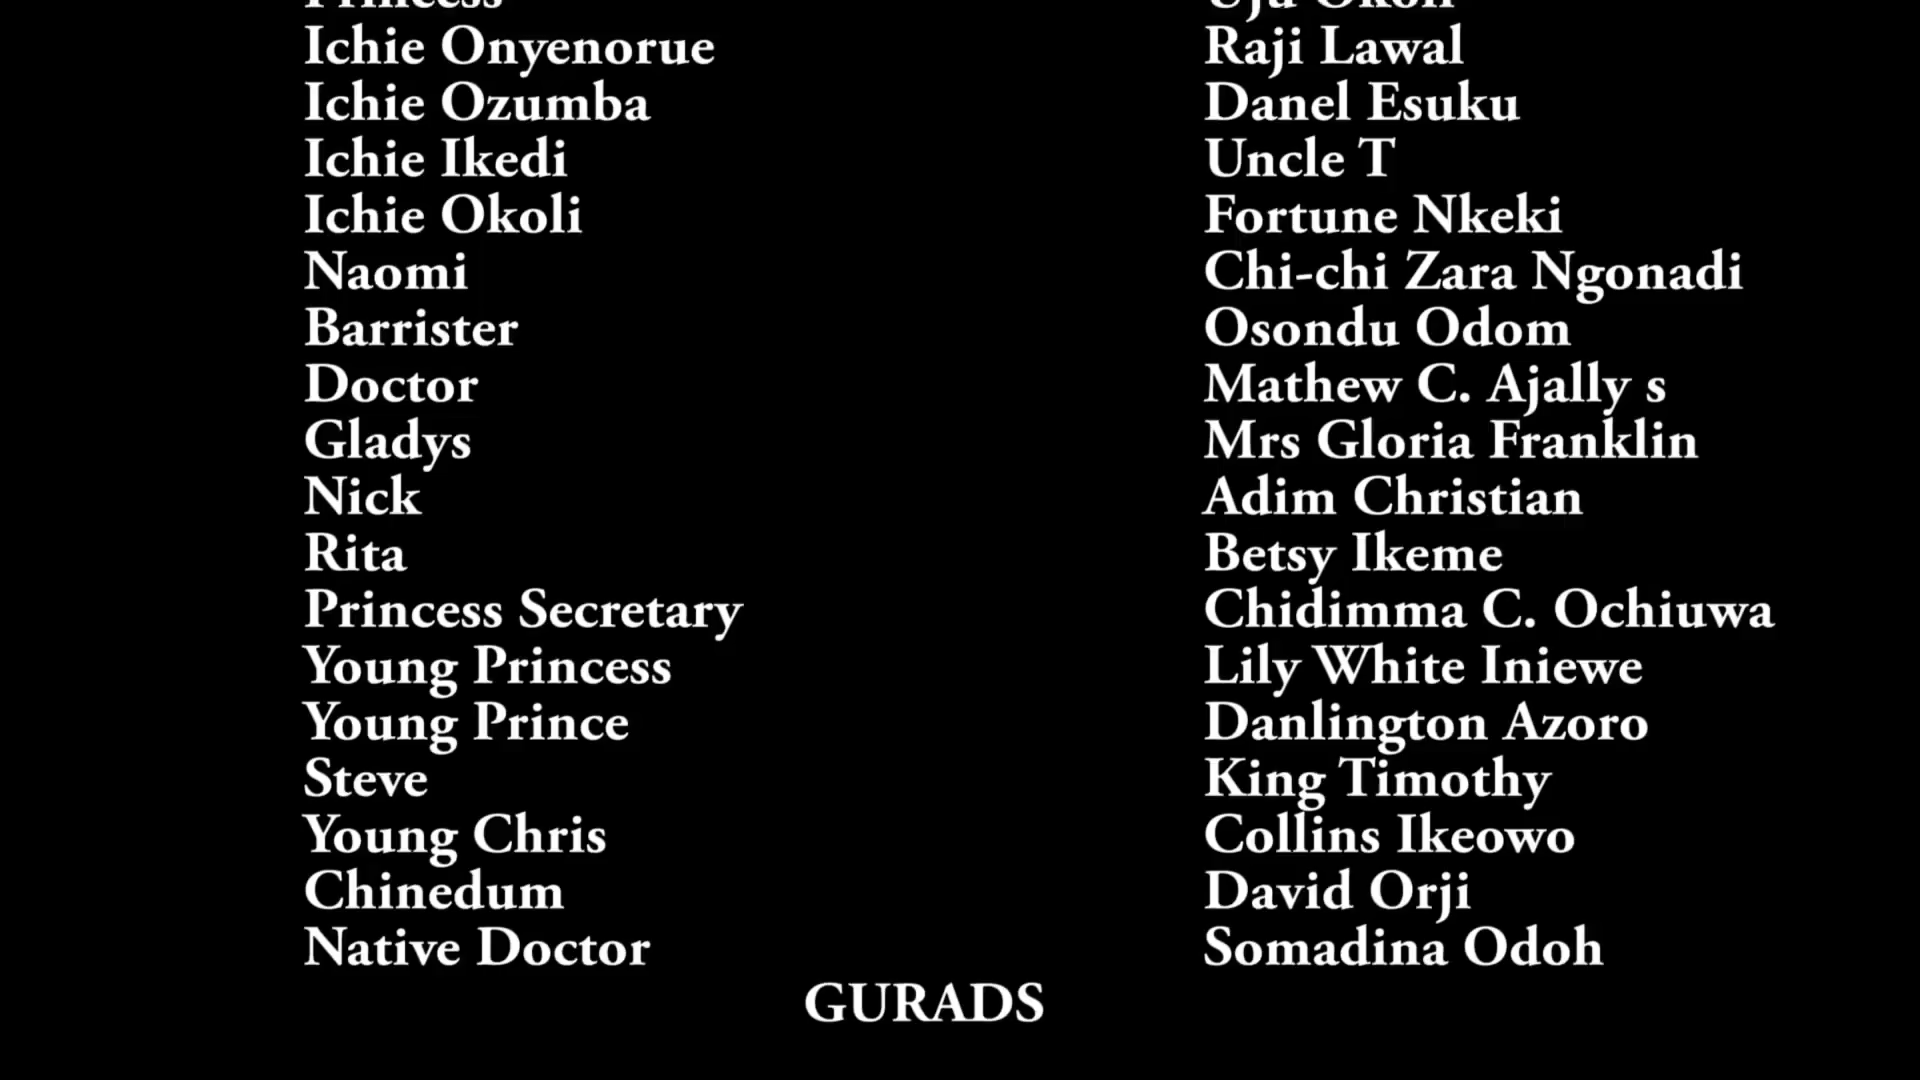 Princess Uju Okoli
Ichie Onyenorue Raji Lawal
Ichie Ozumba Danel Esuku
Ichie Ikedi Uncle T
Ichie Okoli Fortune Nkeki
Naomi Chi-chi Zara Ngonadi
Barrister Osondu Odom
Doctor Mathew C. Ajally s
Gladys Mrs Gloria Franklin
Nick Adim Christian
Rita Betsy Ikeme
Princess Secretary Chidimma C. Ochiuwa
Young Princess Lily White Iniewe
Young Prince Danlington Azoro
Steve King Timothy
Young Chris Collins Ikeowo
Chinedum David Orji
Native Doctor Somadina Odoh
GURADS